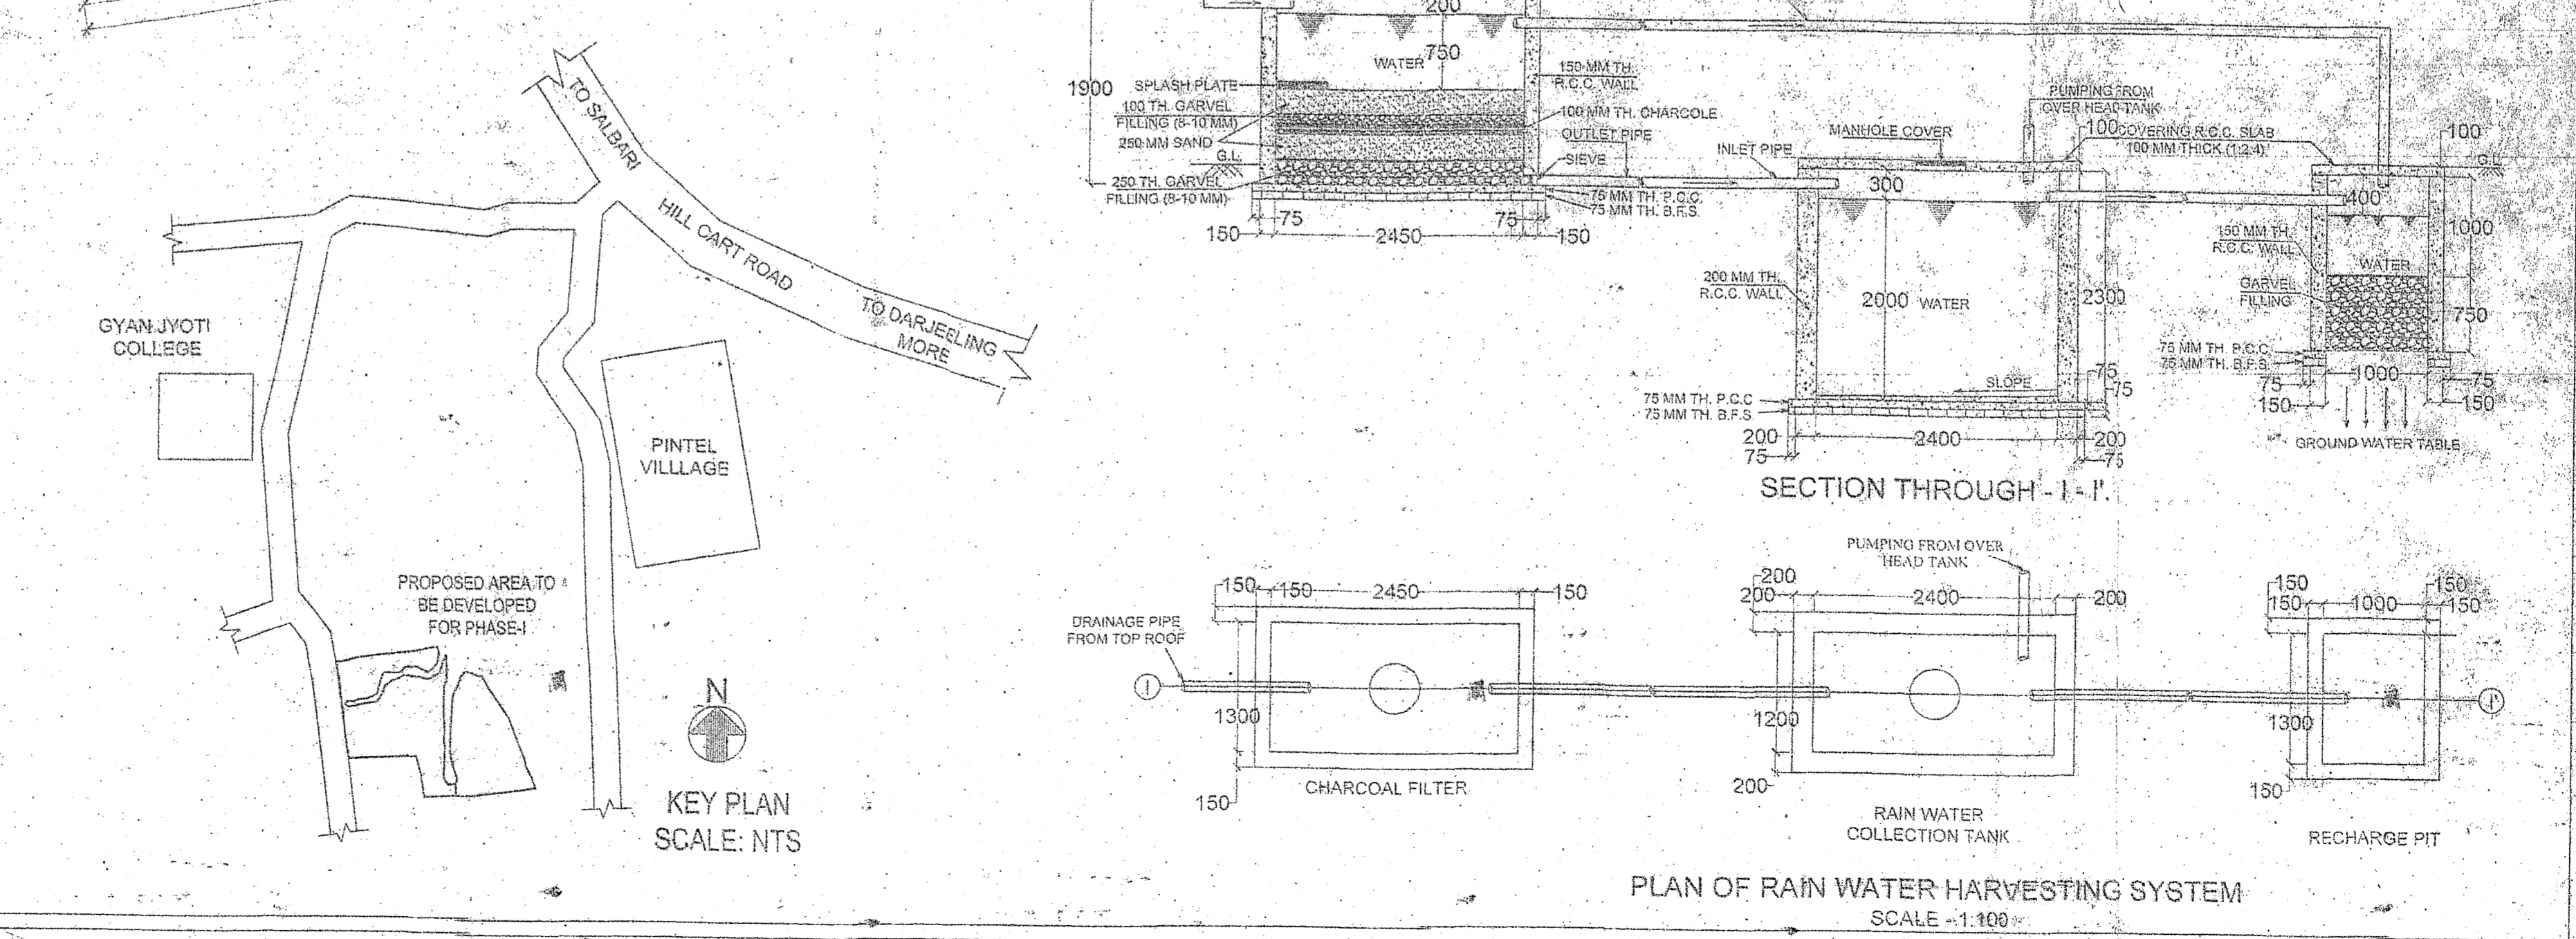 TO SALBARI
HILL CART ROAD
TO DARJEELING
MORE
GYAN JYOTI
COLLEGE
PINTEL
VILLLAGE
PROPOSED AREA TO
BE DEVELOPED
FOR PHASE-I
N
KEY PLAN
SCALE: NTS
200
WATER
750
1900
SPLASH PLATE
100 TH. GARVEL
FILLING (8-10 MM)
250 MM SAND
G.L.
250 TH. GARVEL
FILLING (8-10 MM)
150 MM TH.
R.C.C. WALL
100 MM TH. CHARCOLE
OUTLET PIPE
SIEVE
75 MM TH. P.C.C.
75 MM TH. B.F.S.
75
75
150
2450
150
INLET PIPE
MANHOLE COVER
PUMPING FROM
OVER HEAD TANK
100
COVERING R.C.C. SLAB
100 MM THICK (1:2:4)
300
200 MM TH.
R.C.C. WALL
2000
WATER
2300
SLOPE
75
75
75 MM TH. P.C.C
75 MM TH. B.F.S.
200
2400
200
75
75
100
G.L.
400
150 MM TH.
R.C.C. WALL
1000
WATER
GARVEL
FILLING
750
75 MM TH. P.C.C.
75 MM TH. B.F.S.
75
1000
75
150
150
GROUND WATER TABLE
SECTION THROUGH - I - I'.
PUMPING FROM OVER
HEAD TANK
150
150
2450
150
DRAINAGE PIPE
FROM TOP ROOF
I
1300
150
CHARCOAL FILTER
200
200
2400
200
1200
200
RAIN WATER
COLLECTION TANK
150
150
1000
150
150
1300
I'
150
RECHARGE PIT
PLAN OF RAIN WATER HARVESTING SYSTEM
SCALE - 1:100